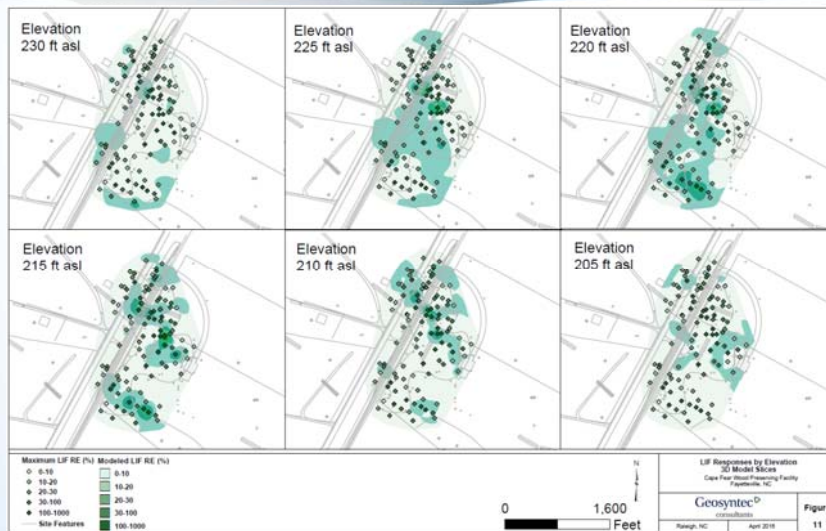 Elevation
230 ft asl
Elevation
225 ft asl
Elevation
220 ft asl
Elevation
215 ft asl
Elevation
210 ft asl
Elevation
205 ft asl
Maximum LIF RE (%) Modeled LIF RE (%)
0-10 0-10
10-20 10-20
20-30 20-30
30-100 30-100
100-1000 100-1000
Site Features
N
0 1,600
Feet
LIF Responses by Elevation
3D Model Slices
Cape Fear Wood Preserving Facility
Fayetteville, NC
Geosyntec
consultants
Raleigh, NC April 2018
Figure
11